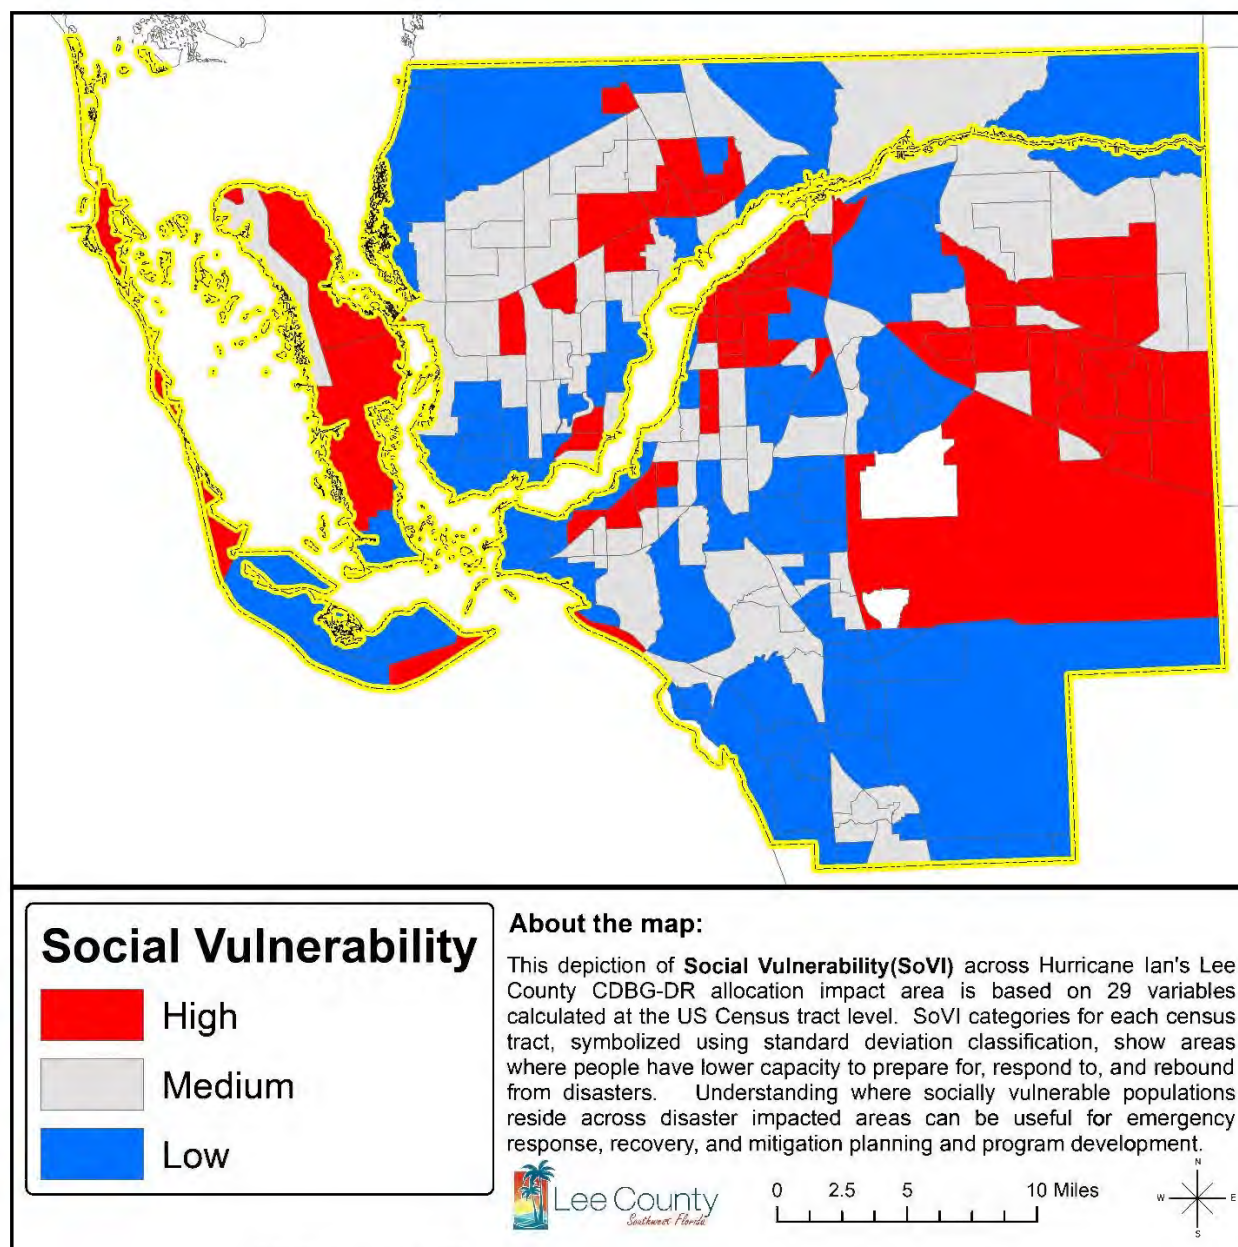 Social Vulnerability
High
Medium
Low
About the map:
This depiction of Social Vulnerability(SoVI) across Hurricane Ian's Lee
County CDBG-DR allocation impact area is based on 29 variables
calculated at the US Census tract level. SoVI categories for each census
tract, symbolized using standard deviation classification, show areas
where people have lower capacity to prepare for, respond to, and rebound
from disasters. Understanding where socially vulnerable populations
reside across disaster impacted areas can be useful for emergency
response, recovery, and mitigation planning and program development.
Lee County
Southwest Florida
0 2.5 5 10 Miles
N
W E
S